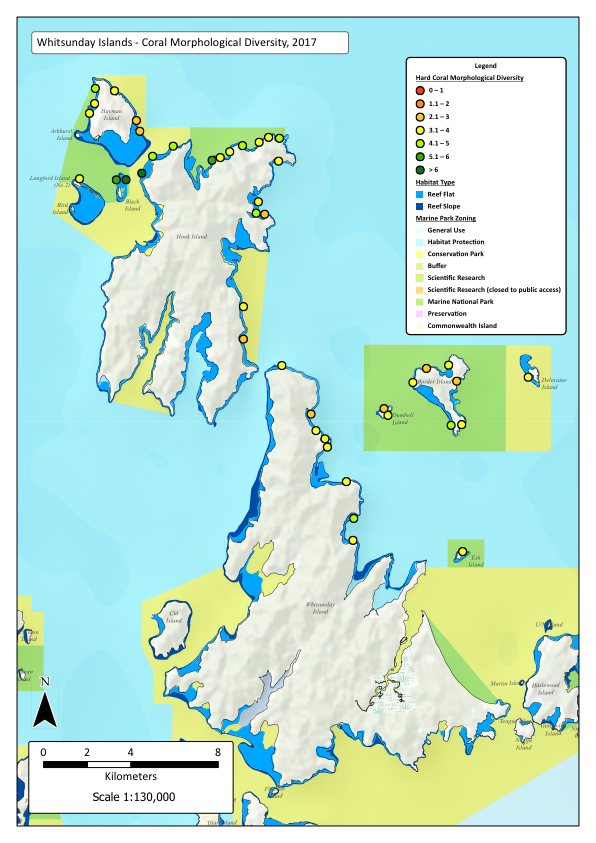 Whitsunday Islands - Coral Morphological Diversity, 2017
Legend
Hard Coral Morphological Diversity
0 – 1
1.1 – 2
2.1 – 3
3.1 – 4
4.1 – 5
5.1 – 6
> 6
Habitat Type
Reef Flat
Reef Slope
Marine Park Zoning
General Use
Habitat Protection
Conservation Park
Buffer
Scientific Research
Scientific Research (closed to public access)
Marine National Park
Preservation
Commonwealth Island
Hayman
Island
Arkhurst
Island
Langford Island
(No 2)
Bird
Island
Black
Island
Hook Island
Border Island
Deloraine
Island
Dumbell
Island
Esk
Island
Whitsunday
Island
Cid
Island
Haslewood
Island
Martin Isle
Teague
Island
N
0 2 4 8
Kilometers
Scale 1:130,000